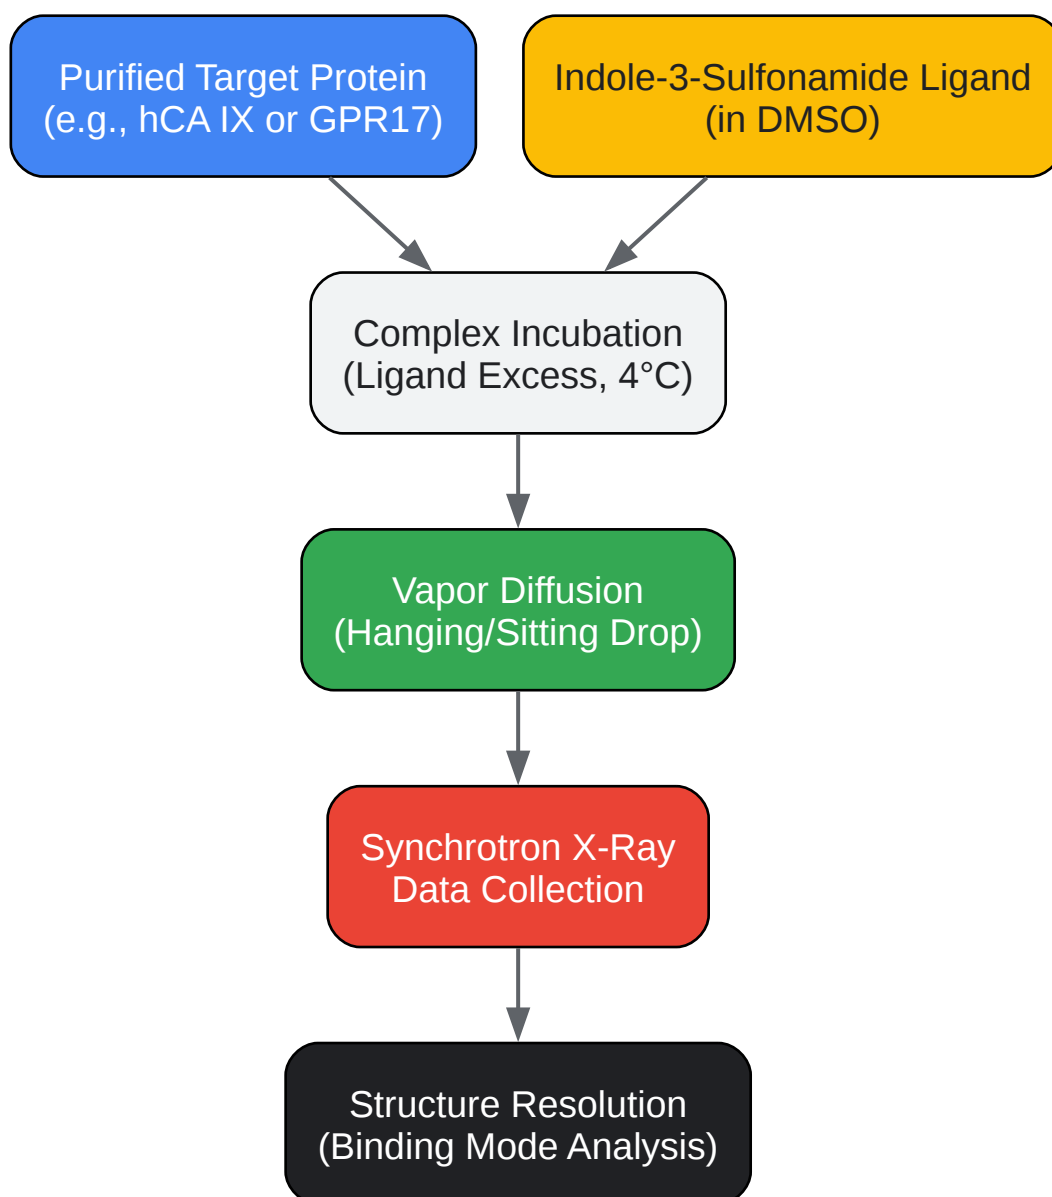 Purified Target Protein
(e.g., hCA IX or GPR17)
Indole-3-Sulfonamide Ligand
(in DMSO)
Complex Incubation
(Ligand Excess, 4°C)
Vapor Diffusion
(Hanging/Sitting Drop)
Synchrotron X-Ray
Data Collection
Structure Resolution
(Binding Mode Analysis)